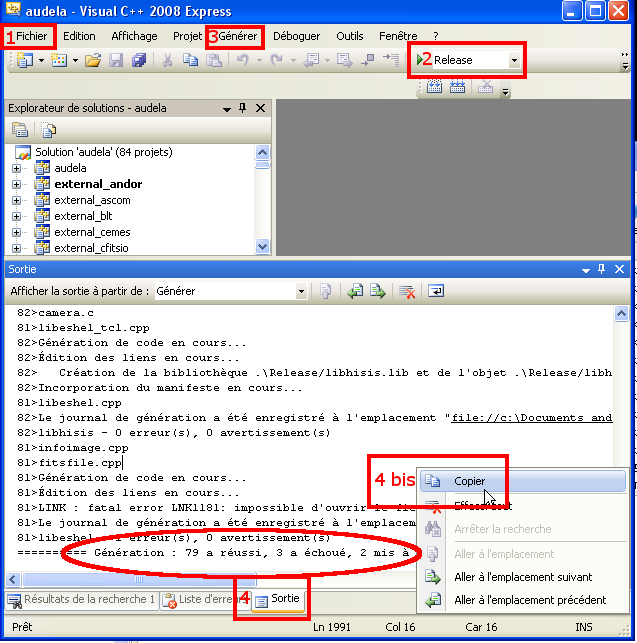 audela - Visual C++ 2008 Express
1 Fichier Edition Affichage Projet 3 Générer Déboguer Outils Fenêtre ?
2 Release
Explorateur de solutions - audela
Solution 'audela' (84 projets)
audela
external_andor
external_ascom
external_blt
external_cemes
external_cfitsio
Sortie
Afficher la sortie à partir de : Générer
82>camera.c
81>libeshel_tcl.cpp
82>Génération de code en cours...
82>Édition des liens en cours...
82> Création de la bibliothèque .\Release/libhisis.lib et de l'objet .\Release/libh
82>Incorporation du manifeste en cours...
81>libeshel.cpp
82>Le journal de génération a été enregistré à l'emplacement "file://c:\Documents and
82>libhisis - 0 erreur(s), 0 avertissement(s)
81>infoimage.cpp
81>fitsfile.cpp
81>Génération de code en cours...
81>Édition des liens en cours...
81>LINK : fatal error LNK1181: impossible d'ouvrir le
81>Le journal de génération a été enregistré à l'emplacem
81>libeshel - 0 erreur(s), 0 avertissement(s)
========== Génération : 79 a réussi, 3 a échoué, 2 mis à
4 bis Copier
Effacer tout
Arrêter la recherche
Aller à l'emplacement
Aller à l'emplacement suivant
Aller à l'emplacement précédent
Résultats de la recherche 1 Liste d'erreur 4 Sortie
Prêt Ln 1991 Col 16 Car 16 INS